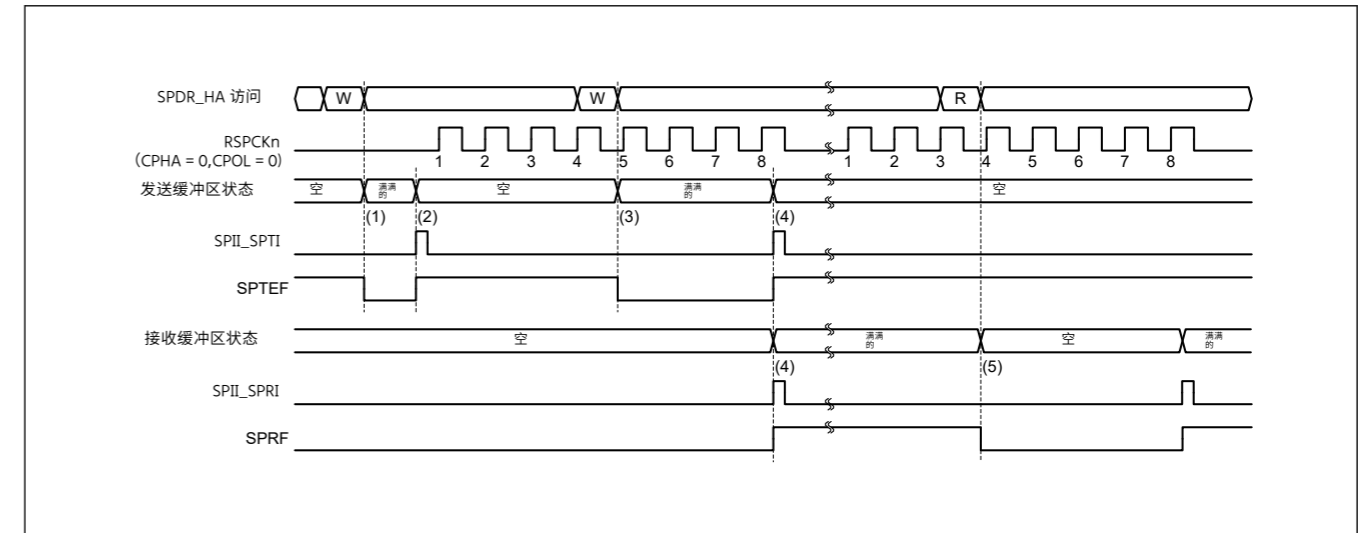 SPDR_HA 访问
W
W
R
RSPCKn
（CPHA = 0,CPOL = 0)
1 2 3 4 5 6 7 8 1 2 3 4 5 6 7 8
发送缓冲区状态
空
满满
的
空
满满
的
空
(1) (2) (3) (4)
SPII_SPTI
SPTEF
接收缓冲区状态
空
满满
的
空
满满
的
(4) (5)
SPII_SPRI
SPRF